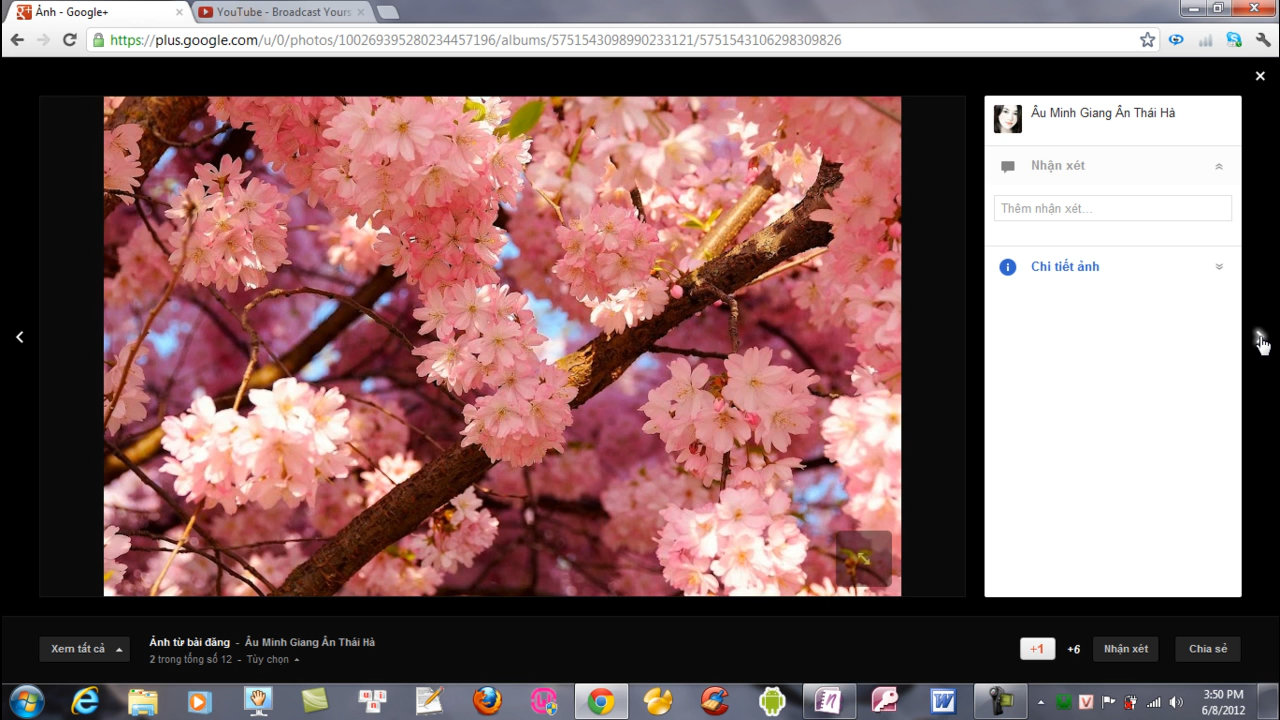 Ảnh - Google+
YouTube - Broadcast Yours
https://plus.google.com/u/0/photos/100269395280234457196/albums/5751543098990233121/5751543106298309826
Âu Minh Giang Ân Thái Hà
Nhận xét
Thêm nhận xét...
Chi tiết ảnh
Xem tất cả
Ảnh từ bài đăng - Âu Minh Giang Ân Thái Hà
2 trong tổng số 12 - Tùy chọn
+1
+6
Nhận xét
Chia sẻ
3:50 PM
6/8/2012